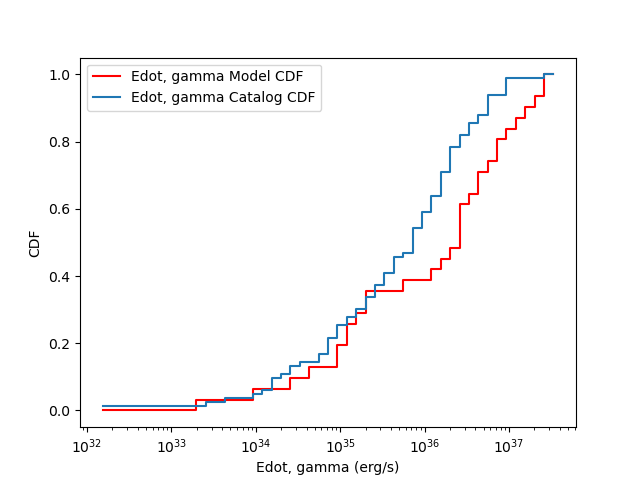 Edot, gamma Model CDF
Edot, gamma Catalog CDF
1.0
0.8
0.6
0.4
0.2
0.0
CDF
10^32 10^33 10^34 10^35 10^36 10^37
Edot, gamma (erg/s)